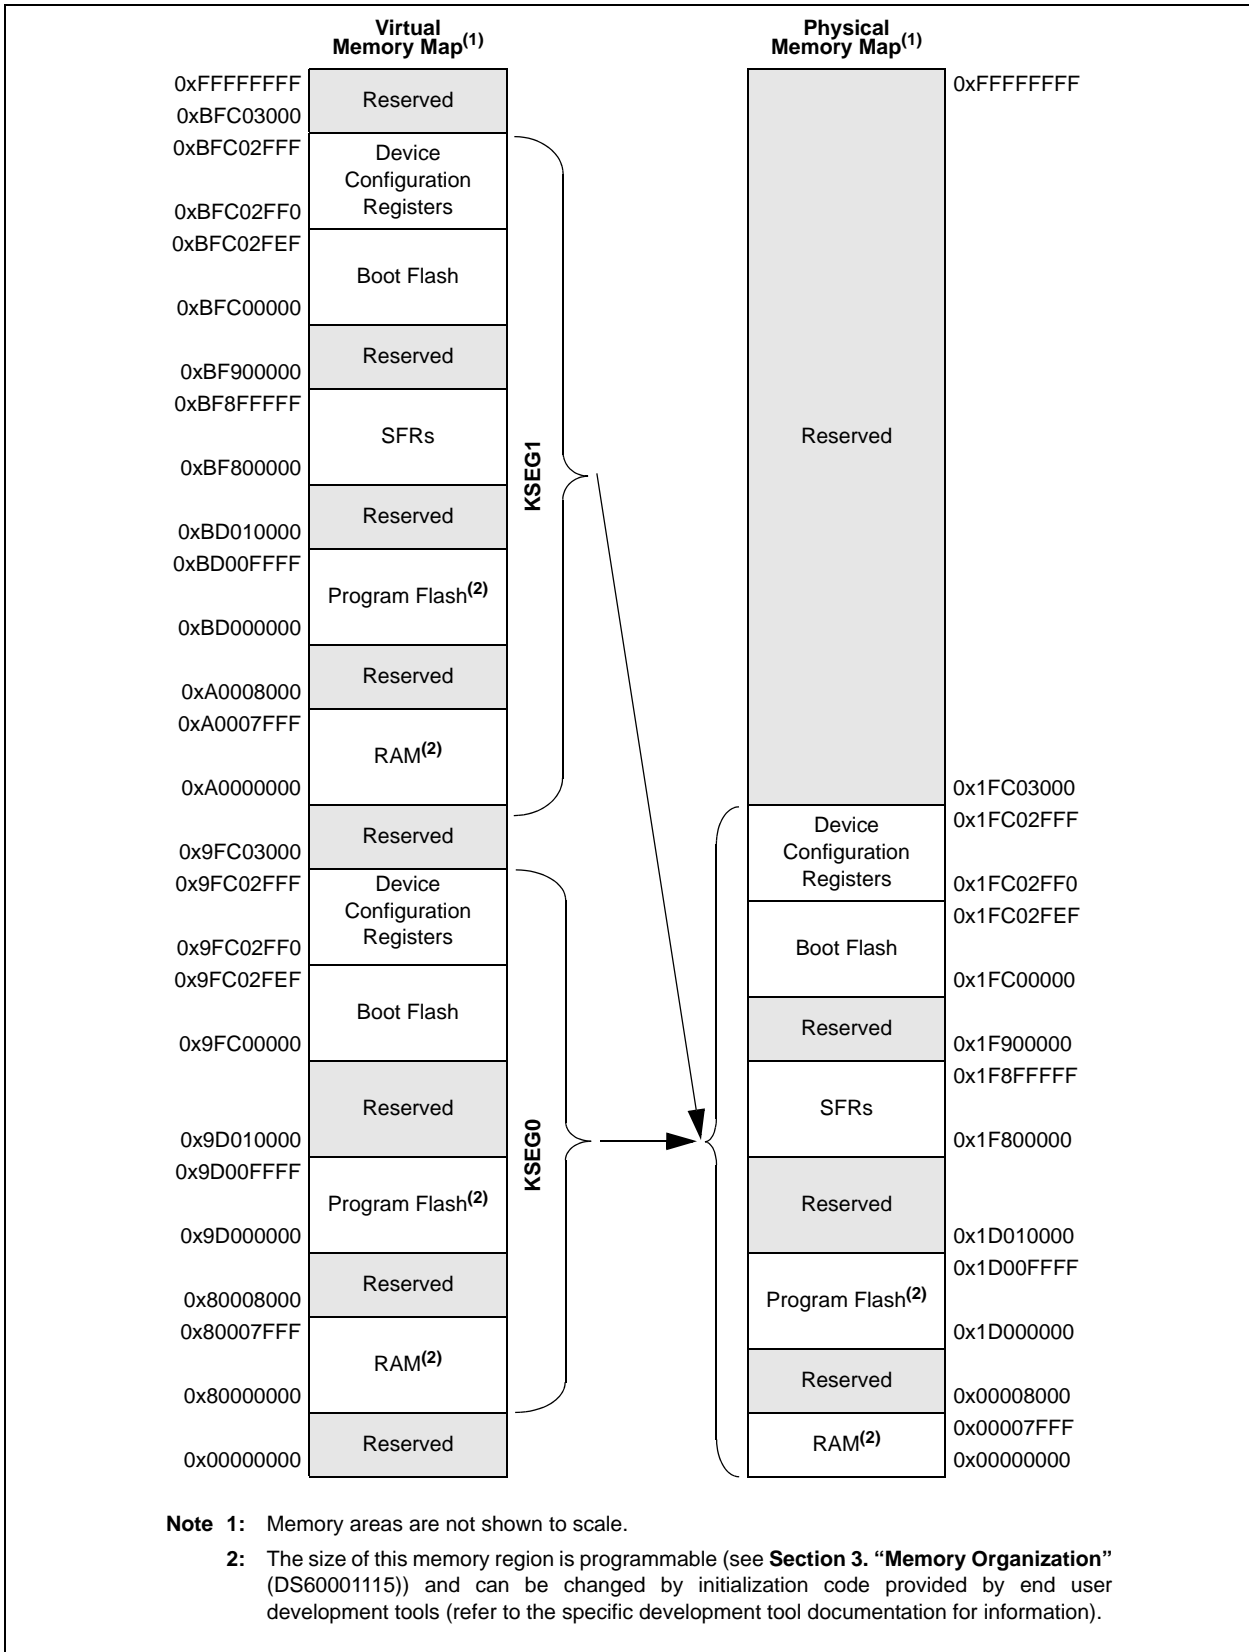 Virtual
Memory Map(1)
Physical
Memory Map(1)
0xFFFFFFFF
Reserved
0xBFC03000
0xBFC02FFF
Device
Configuration
Registers
0xBFC02FF0
0xBFC02FEF
Boot Flash
0xBFC00000
Reserved
0xBF900000
0xBF8FFFFF
SFRs
0xBF800000
Reserved
0xBD010000
0xBD00FFFF
Program Flash(2)
0xBD000000
Reserved
0xA0008000
0xA0007FFF
RAM(2)
0xA0000000
KSEG1
Reserved
0x9FC03000
0x9FC02FFF
Device
Configuration
Registers
0x9FC02FF0
0x9FC02FEF
Boot Flash
0x9FC00000
Reserved
0x9D010000
0x9D00FFFF
Program Flash(2)
0x9D000000
Reserved
0x80008000
0x80007FFF
RAM(2)
0x80000000
KSEG0
Reserved
0x00000000
0xFFFFFFFF
Reserved
0x1FC03000
0x1FC02FFF
Device
Configuration
Registers
0x1FC02FF0
0x1FC02FEF
Boot Flash
0x1FC00000
Reserved
0x1F900000
0x1F8FFFFF
SFRs
0x1F800000
Reserved
0x1D010000
0x1D00FFFF
Program Flash(2)
0x1D000000
Reserved
0x00008000
0x00007FFF
RAM(2)
0x00000000
Note 1: Memory areas are not shown to scale.
2: The size of this memory region is programmable (see Section 3. “Memory Organization”
(DS60001115)) and can be changed by initialization code provided by end user
development tools (refer to the specific development tool documentation for information).